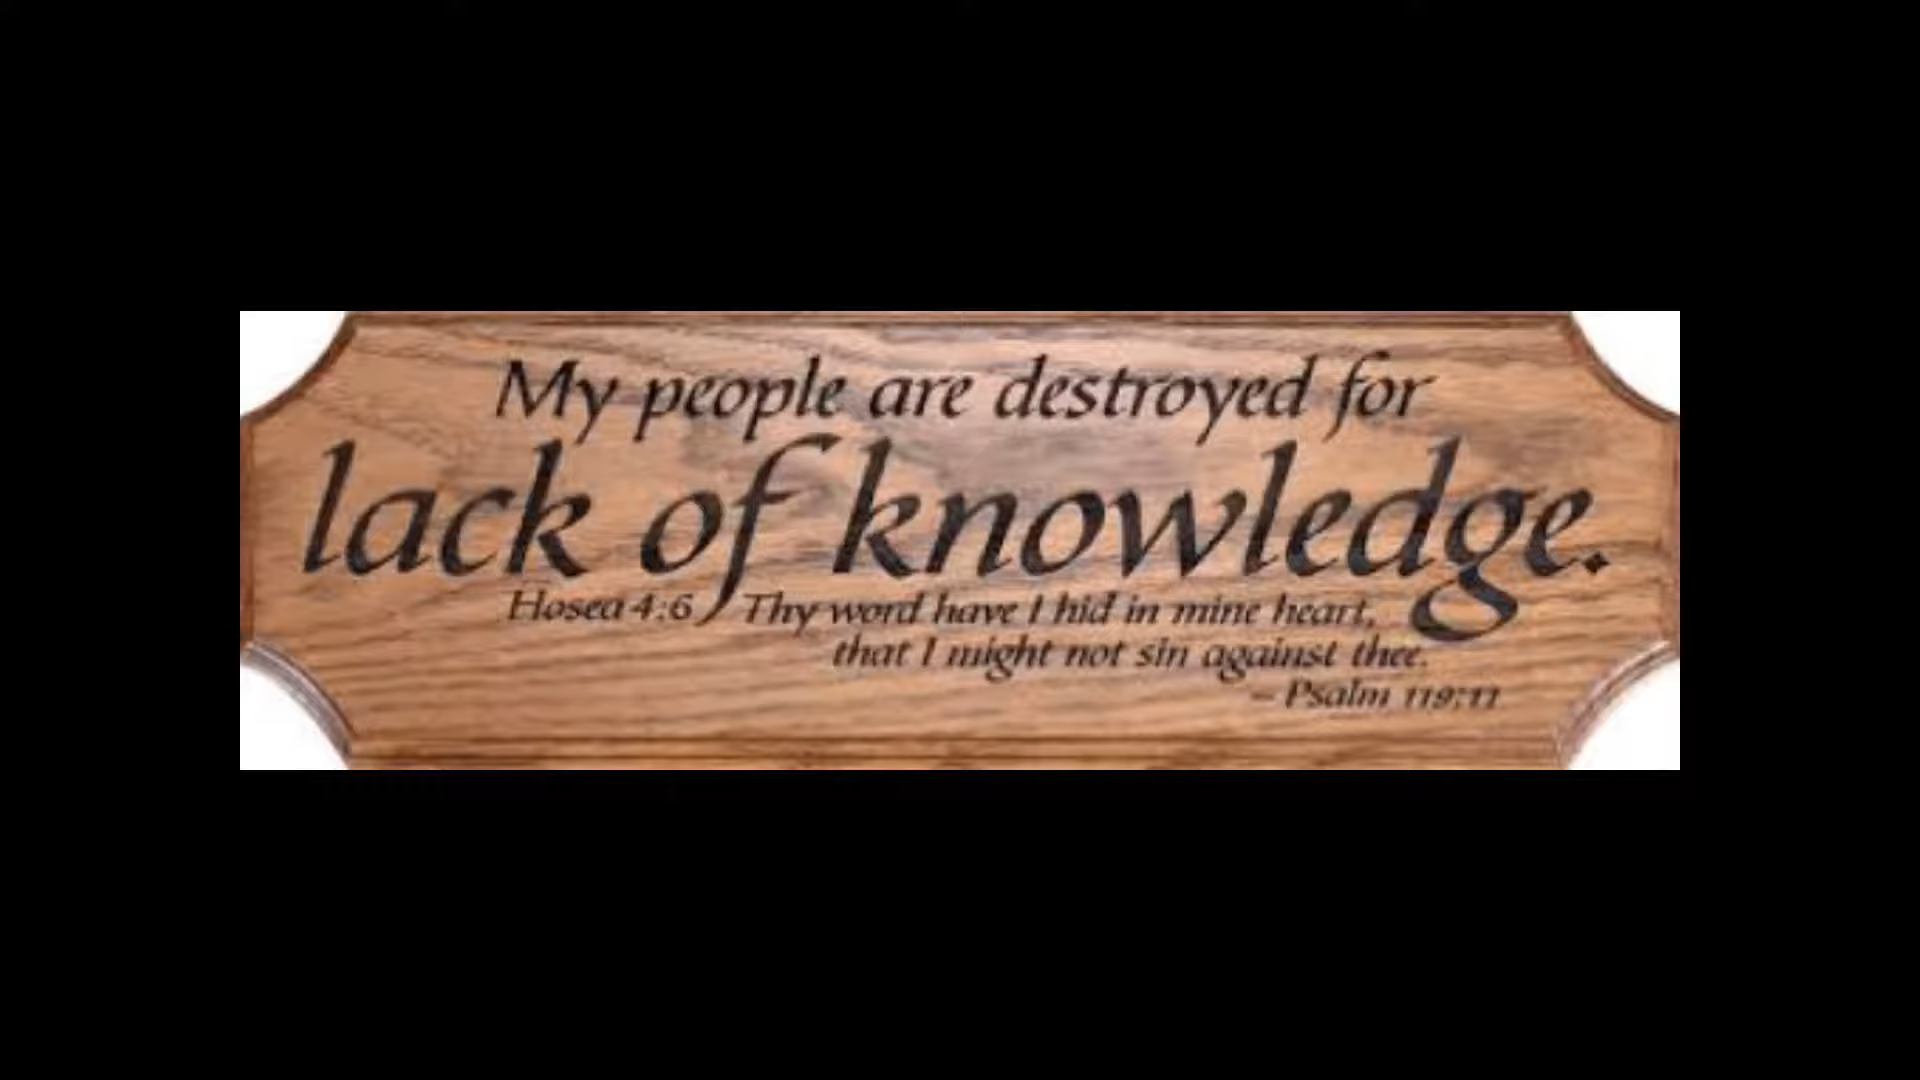 My people are destroyed for
lack of knowledge.
Hosea 4:6 Thy word have I hid in mine heart,
that I might not sin against thee.
– Psalm 119:11